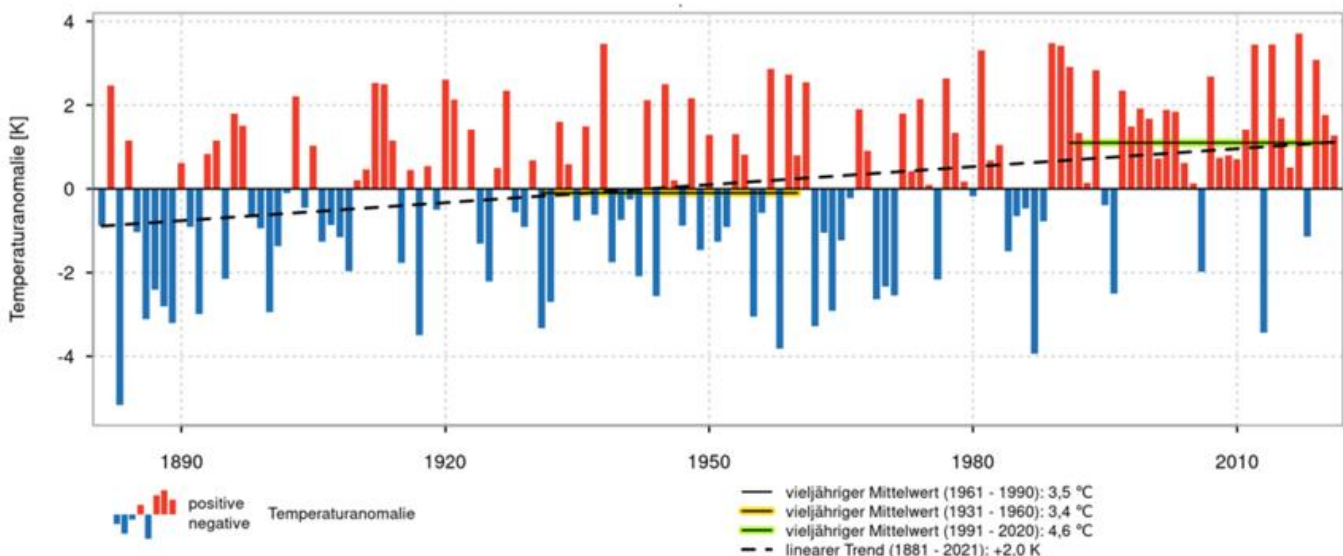 4
2
0
-2
-4
Temperaturanomalie [K]
1890 1920 1950 1980 2010
positive
negative
Temperaturanomalie
vieljähriger Mittelwert (1961 - 1990): 3,5 °C
vieljähriger Mittelwert (1931 - 1960): 3,4 °C
vieljähriger Mittelwert (1991 - 2020): 4,6 °C
linearer Trend (1881 - 2021): +2.0 K